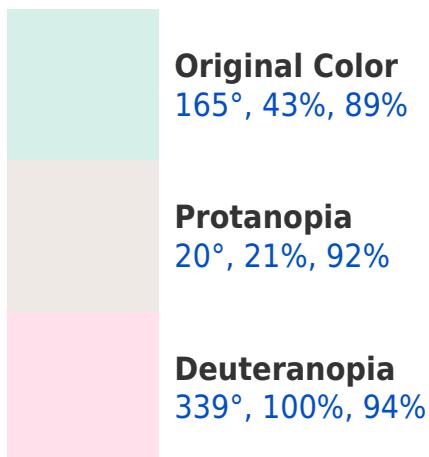 Original Color
165°, 43%, 89%
Protanopia
20°, 21%, 92%
Deuteranopia
339°, 100%, 94%